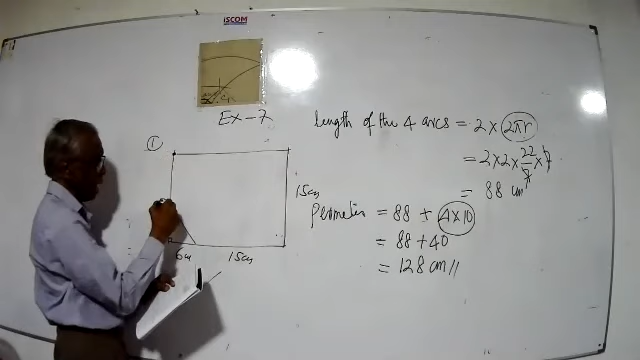 ISCOM
Ex-7
①
15cm
15cm
length of the 4 arcs = 2 × 2πr
= 2 × 2 × 22/7 × 7
= 88 cm
Perimeter = 88 + 4×10
= 88 + 40
= 128 cm //